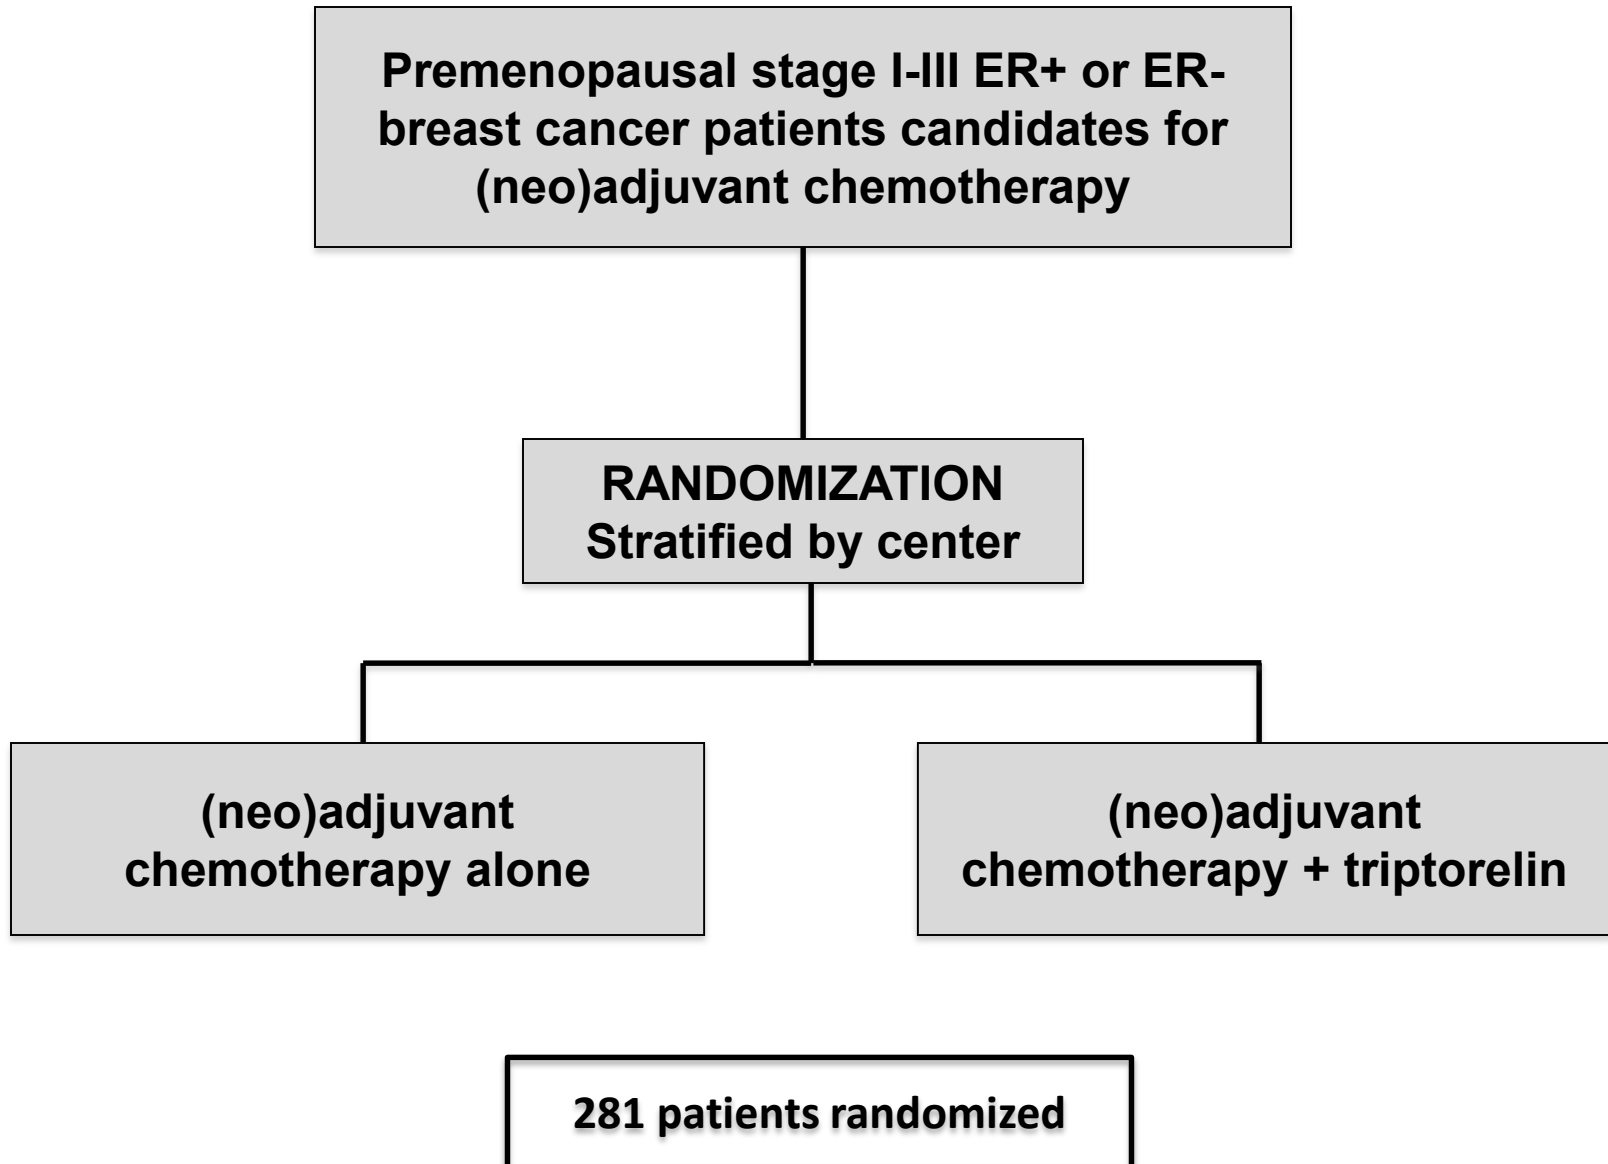 Premenopausal stage I-III ER+ or ER-
breast cancer patients candidates for
(neo)adjuvant chemotherapy
RANDOMIZATION
Stratified by center
(neo)adjuvant
chemotherapy alone
(neo)adjuvant
chemotherapy + triptorelin
281 patients randomized